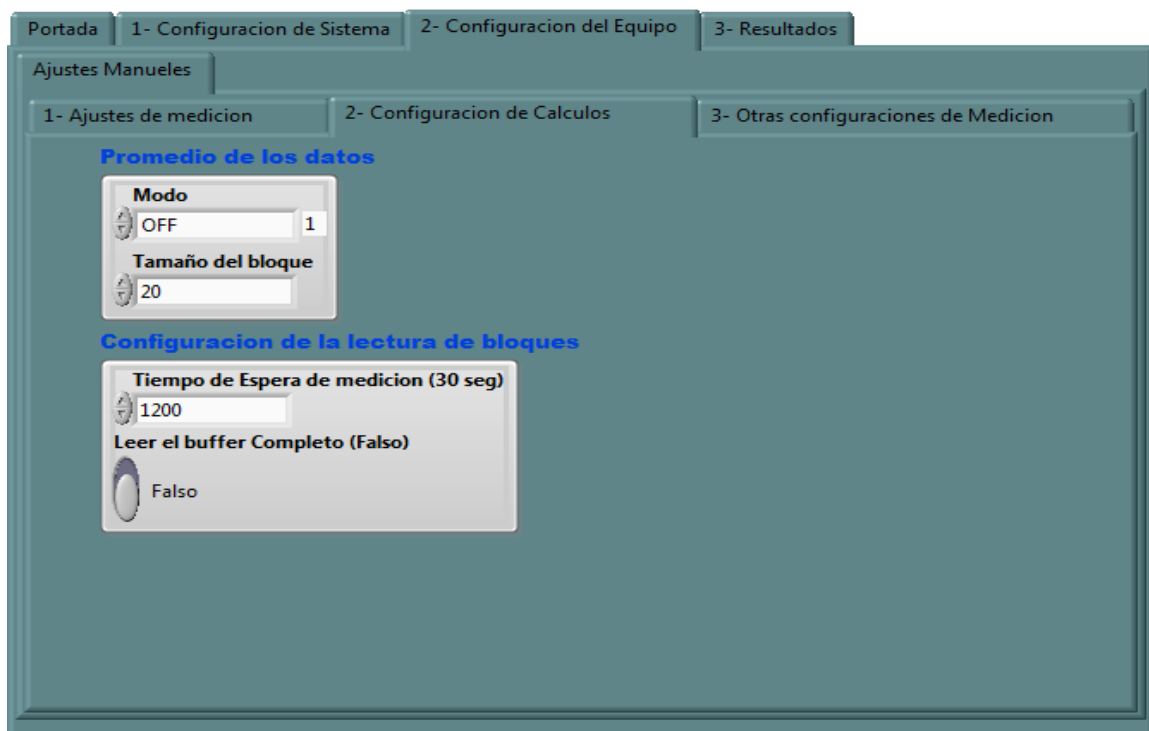 Portada 1- Configuracion de Sistema 2- Configuracion del Equipo 3- Resultados
Ajustes Manueles
1- Ajustes de medicion 2- Configuracion de Calculos 3- Otras configuraciones de Medicion
Promedio de los datos
Modo
OFF 1
Tamaño del bloque
20
Configuracion de la lectura de bloques
Tiempo de Espera de medicion (30 seg)
1200
Leer el buffer Completo (Falso)
Falso